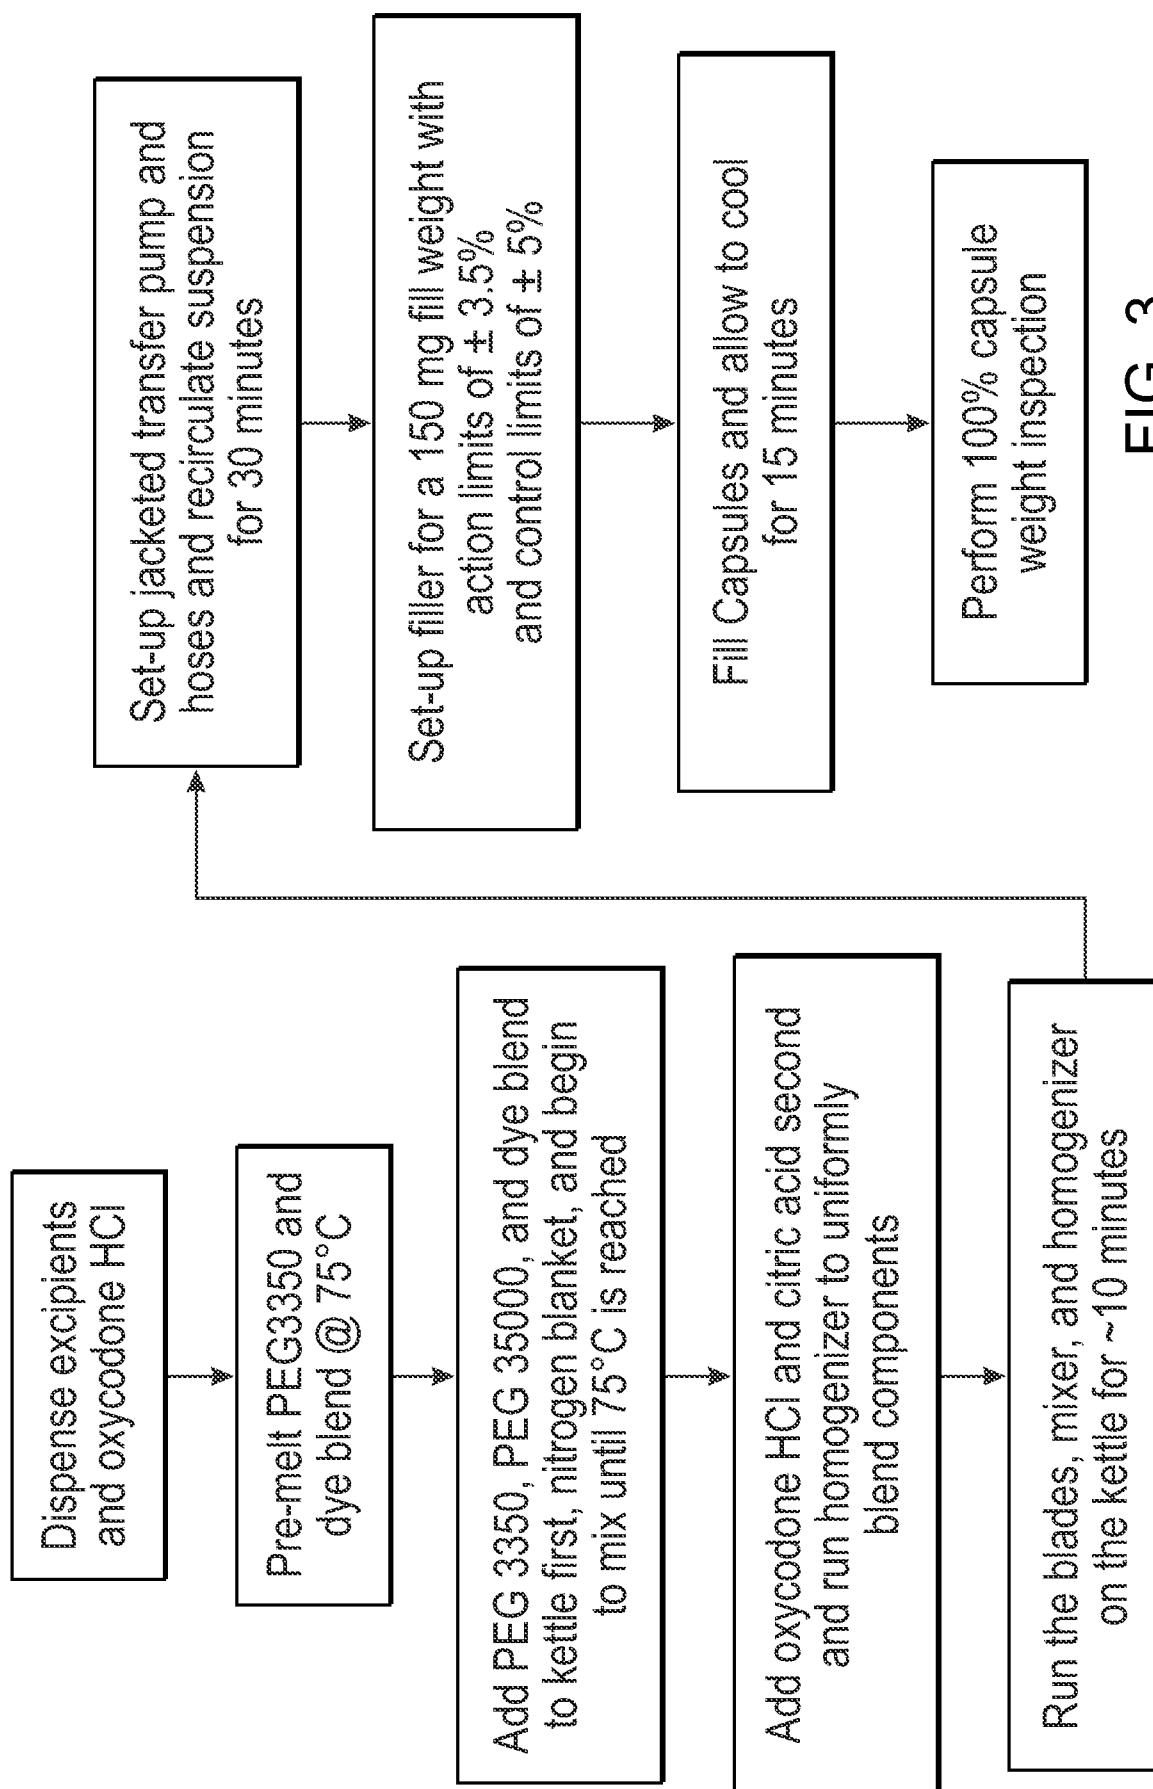 Dispense excipients
and oxycodone HCl
Pre-melt PEG3350 and
dye blend @ 75°C
Add PEG 3350, PEG 35000, and dye blend
to kettle first, nitrogen blanket, and begin
to mix until 75°C is reached
Add oxycodone HCl and citric acid second
and run homogenizer to uniformly
blend components
Run the blades, mixer, and homogenizer
on the kettle for ~10 minutes
Set-up jacketed transfer pump and
hoses and recirculate suspension
for 30 minutes
Set-up filler for a 150 mg fill weight with
action limits of ± 3.5%
and control limits of ± 5%
Fill Capsules and allow to cool
for 15 minutes
Perform 100% capsule
weight inspection
FIG. 3